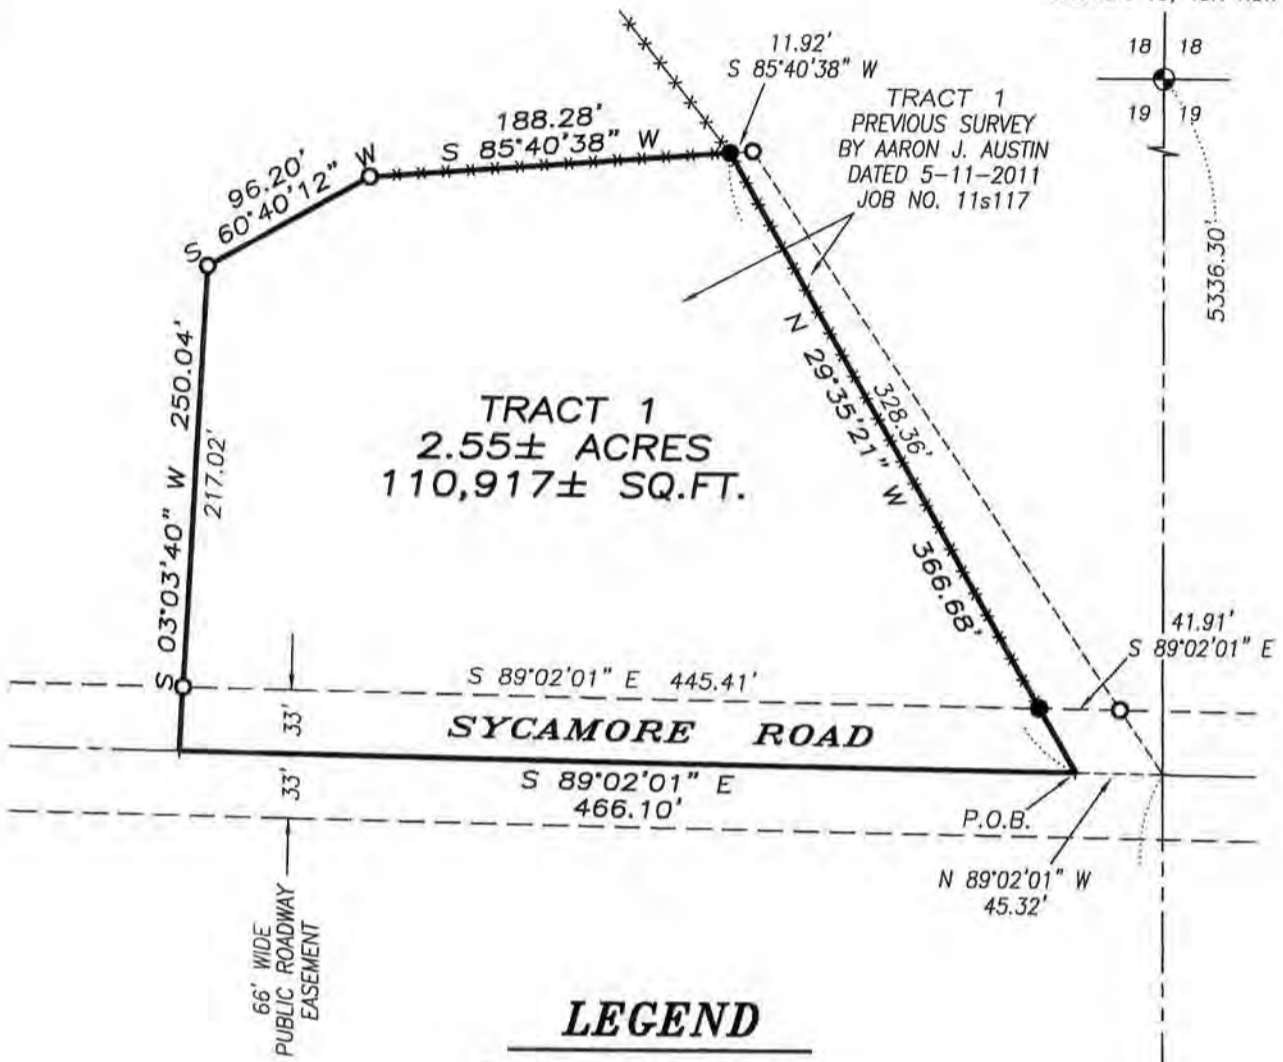 11.92'
S 85°40'38" W
18 18
19 19
TRACT 1
PREVIOUS SURVEY
BY AARON J. AUSTIN
DATED 5-11-2011
JOB NO. 11s117
188.28'
S 85°40'38" W
96.20'
S 60°40'12" W
5336.30'
S 03°03'40" W 250.04'
217.02'
TRACT 1
2.55± ACRES
110,917± SQ.FT.
N 29°35'21" W 366.68'
328.36'
41.91'
S 89°02'01" E
S 89°02'01" E 445.41'
33'
SYCAMORE ROAD
33'
S 89°02'01" E
466.10'
P.O.B.
N 89°02'01" W
45.32'
66' WIDE
PUBLIC ROADWAY
EASEMENT
LEGEND